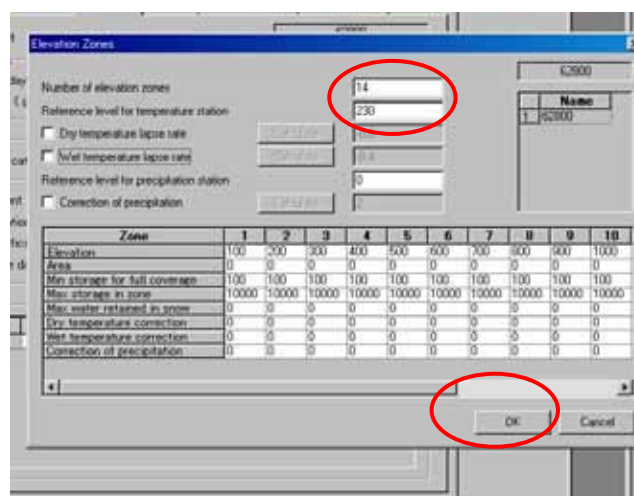 Elevation Zones
62800
Number of elevation zones 14
Reference level for temperature station 230
Name
1 62800
Dry temperature lapse rate
Wet temperature lapse rate
Reference level for precipitation station 0
Correction of precipitation
Zone 1 2 3 4 5 6 7 8 9 10
Elevation 100 200 300 400 500 600 700 800 900 1000
Area 0 0 0 0 0 0 0 0 0 0
Min storage for full coverage 100 100 100 100 100 100 100 100 100 100
Max storage in zone 10000 10000 10000 10000 10000 10000 10000 10000 10000 10000
Max water retained in snow 0 0 0 0 0 0 0 0 0 0
Dry temperature correction 0 0 0 0 0 0 0 0 0 0
Wet temperature correction 0 0 0 0 0 0 0 0 0 0
Correction of precipitation 0 0 0 0 0 0 0 0 0 0
OK Cancel